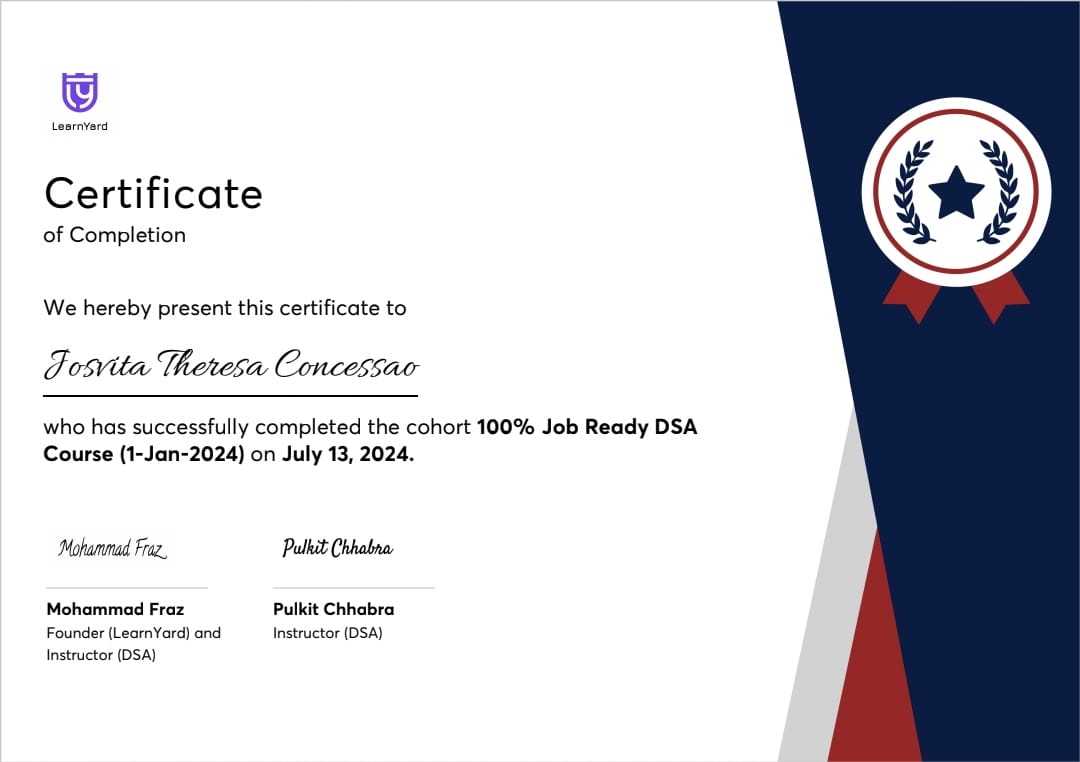 LearnYard
Certificate
of Completion
We hereby present this certificate to
Josvita Theresa Concessao
who has successfully completed the cohort 100% Job Ready DSA
Course (1-Jan-2024) on July 13, 2024.
Mohammad Fraz
Pulkit Chhabra
Mohammad Fraz
Founder (LearnYard) and
Instructor (DSA)
Pulkit Chhabra
Instructor (DSA)